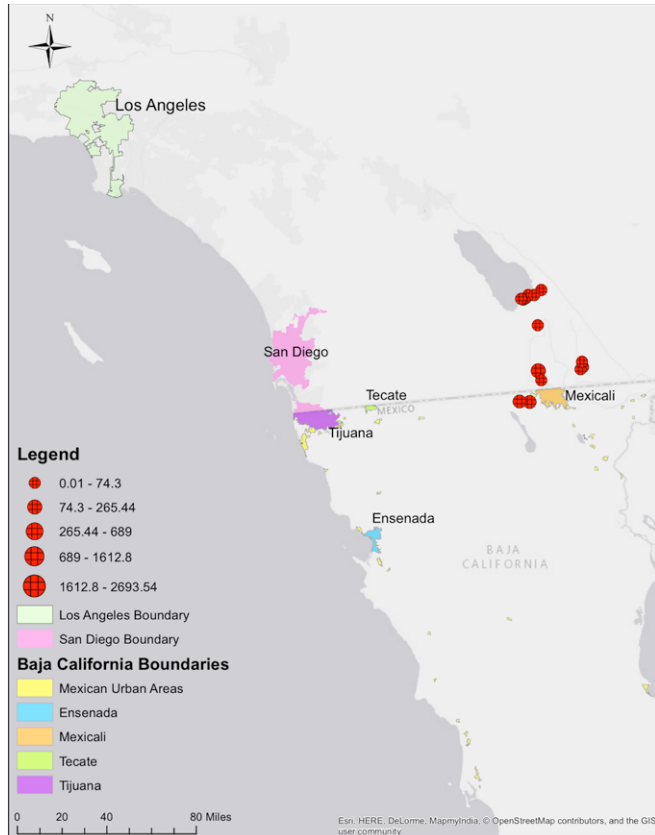 N
Los Angeles
San Diego
Tecate
MEXICO
Mexicali
Tijuana
Ensenada
BAJA
CALIFORNIA
Legend
0.01 - 74.3
74.3 - 265.44
265.44 - 689
689 - 1612.8
1612.8 - 2693.54
Los Angeles Boundary
San Diego Boundary
Baja California Boundaries
Mexican Urban Areas
Ensenada
Mexicali
Tecate
Tijuana
0 20 40 80 Miles
Esri, HERE, DeLorme, MapmyIndia, © OpenStreetMap contributors, and the GIS
user community